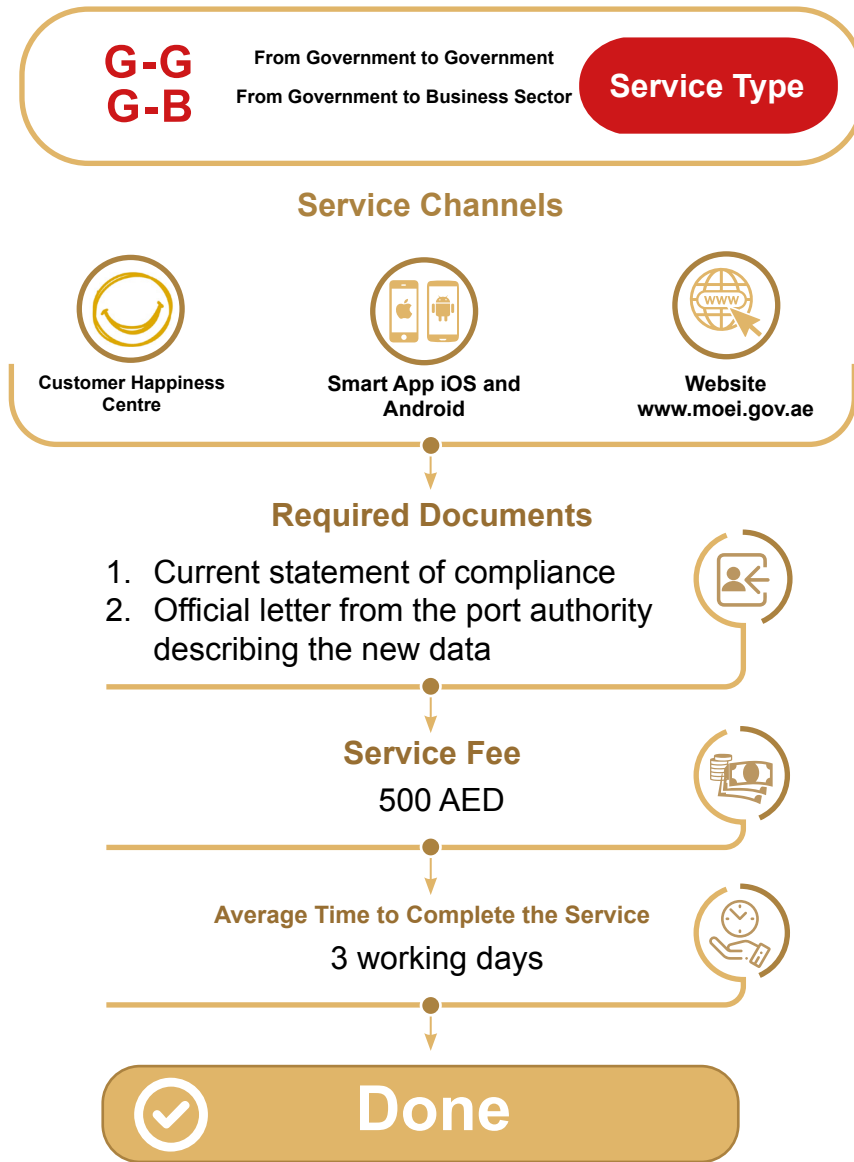 G-G
From Government to Government
G-B
From Government to Business Sector
Service Type
Service Channels
Customer Happiness
Centre
Smart App iOS and
Android
www
Website
www.moei.gov.ae
Required Documents
1. Current statement of compliance
2. Official letter from the port authority
describing the new data
Service Fee
500 AED
Average Time to Complete the Service
3 working days
Done